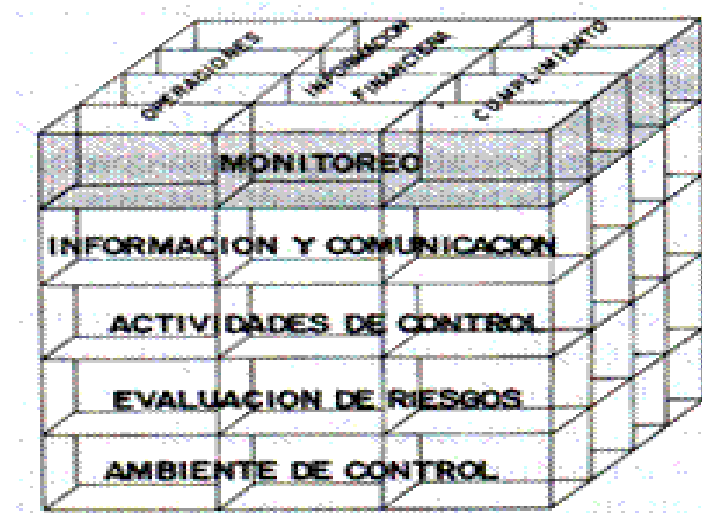 OPERACIONES
INFORMACION
FINANCIERA
CUMPLIMIENTO
MONITOREO
INFORMACION Y COMUNICACION
ACTIVIDADES DE CONTROL
EVALUACION DE RIESGOS
AMBIENTE DE CONTROL